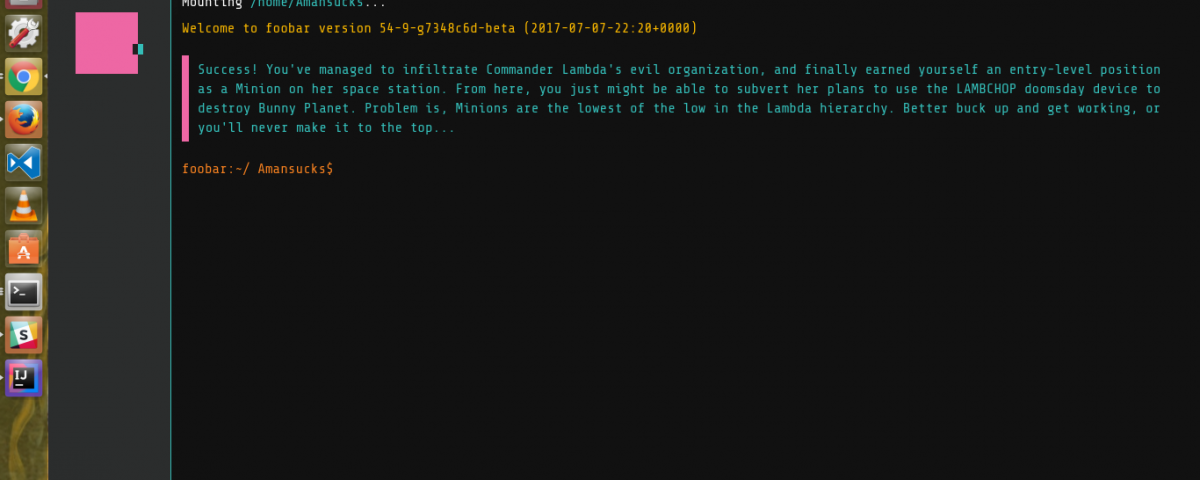 Mounting /home/Amansucks...
Welcome to foobar version 54-9-g7348c6d-beta (2017-07-07-22:20+0000)
Success! You've managed to infiltrate Commander Lambda's evil organization, and finally earned yourself an entry-level position
as a Minion on her space station. From here, you just might be able to subvert her plans to use the LAMBCHOP doomsday device to
destroy Bunny Planet. Problem is, Minions are the lowest of the low in the Lambda hierarchy. Better buck up and get working, or
you'll never make it to the top...
foobar:~/ Amansucks$
>_
S
IJ